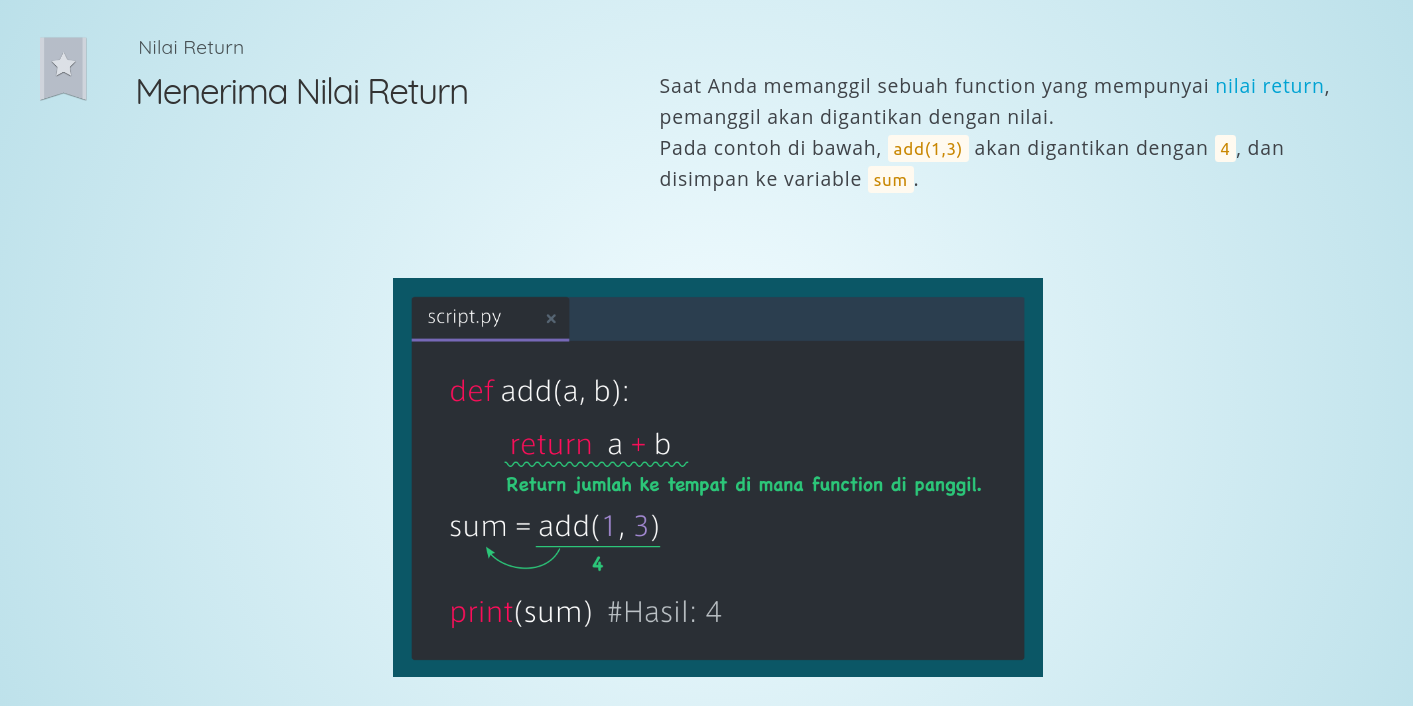 Nilai Return
Menerima Nilai Return
Saat Anda memanggil sebuah function yang mempunyai nilai return,
pemanggil akan digantikan dengan nilai.
Pada contoh di bawah, add(1,3) akan digantikan dengan 4, dan
disimpan ke variable sum.
script.py ×
def add(a, b):
return a + b
Return jumlah ke tempat di mana function di panggil.
sum = add(1, 3)
4
print(sum) #Hasil: 4